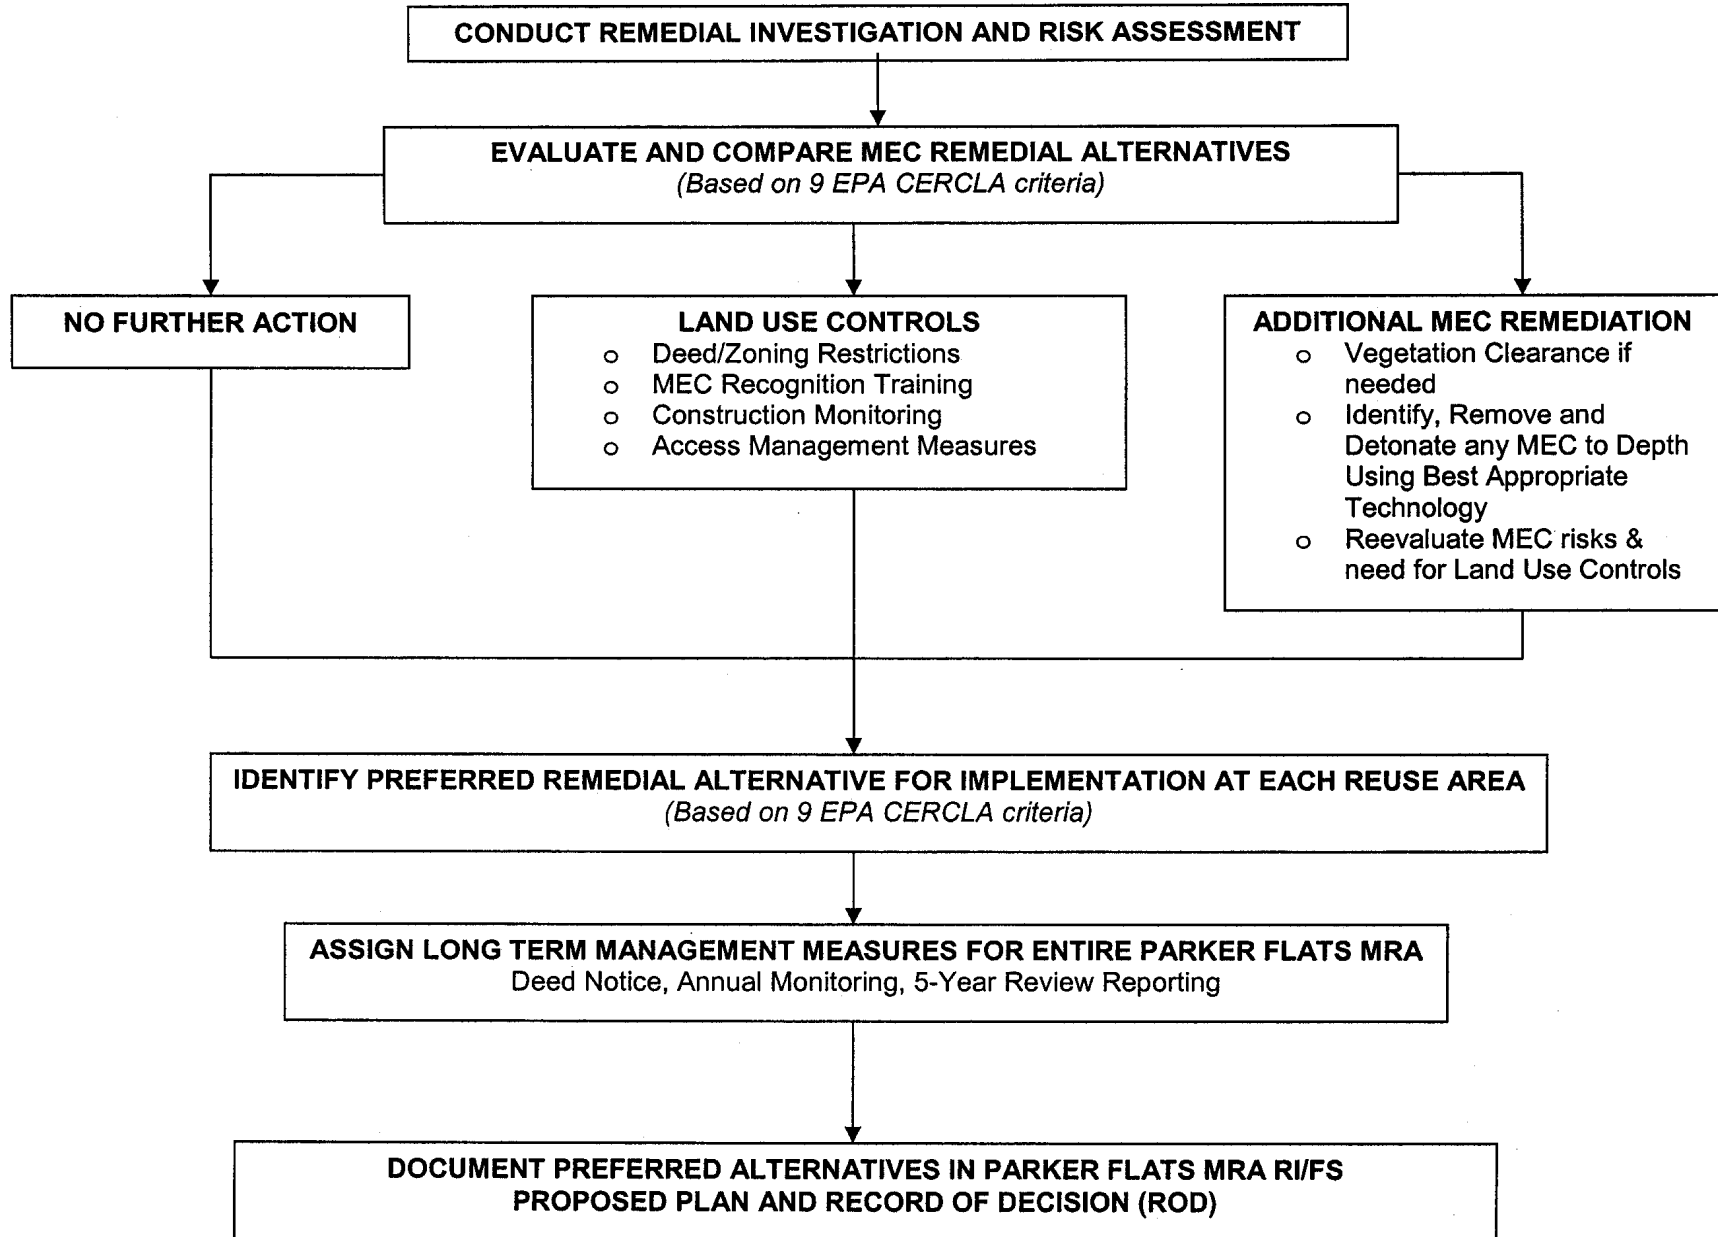 CONDUCT REMEDIAL INVESTIGATION AND RISK ASSESSMENT
EVALUATE AND COMPARE MEC REMEDIAL ALTERNATIVES
(Based on 9 EPA CERCLA criteria)
NO FURTHER ACTION
LAND USE CONTROLS
o Deed/Zoning Restrictions
o MEC Recognition Training
o Construction Monitoring
o Access Management Measures
ADDITIONAL MEC REMEDIATION
o Vegetation Clearance if
needed
o Identify, Remove and
Detonate any MEC to Depth
Using Best Appropriate
Technology
o Reevaluate MEC risks &
need for Land Use Controls
IDENTIFY PREFERRED REMEDIAL ALTERNATIVE FOR IMPLEMENTATION AT EACH REUSE AREA
(Based on 9 EPA CERCLA criteria)
ASSIGN LONG TERM MANAGEMENT MEASURES FOR ENTIRE PARKER FLATS MRA
Deed Notice, Annual Monitoring, 5-Year Review Reporting
DOCUMENT PREFERRED ALTERNATIVES IN PARKER FLATS MRA RI/FS
PROPOSED PLAN AND RECORD OF DECISION (ROD)